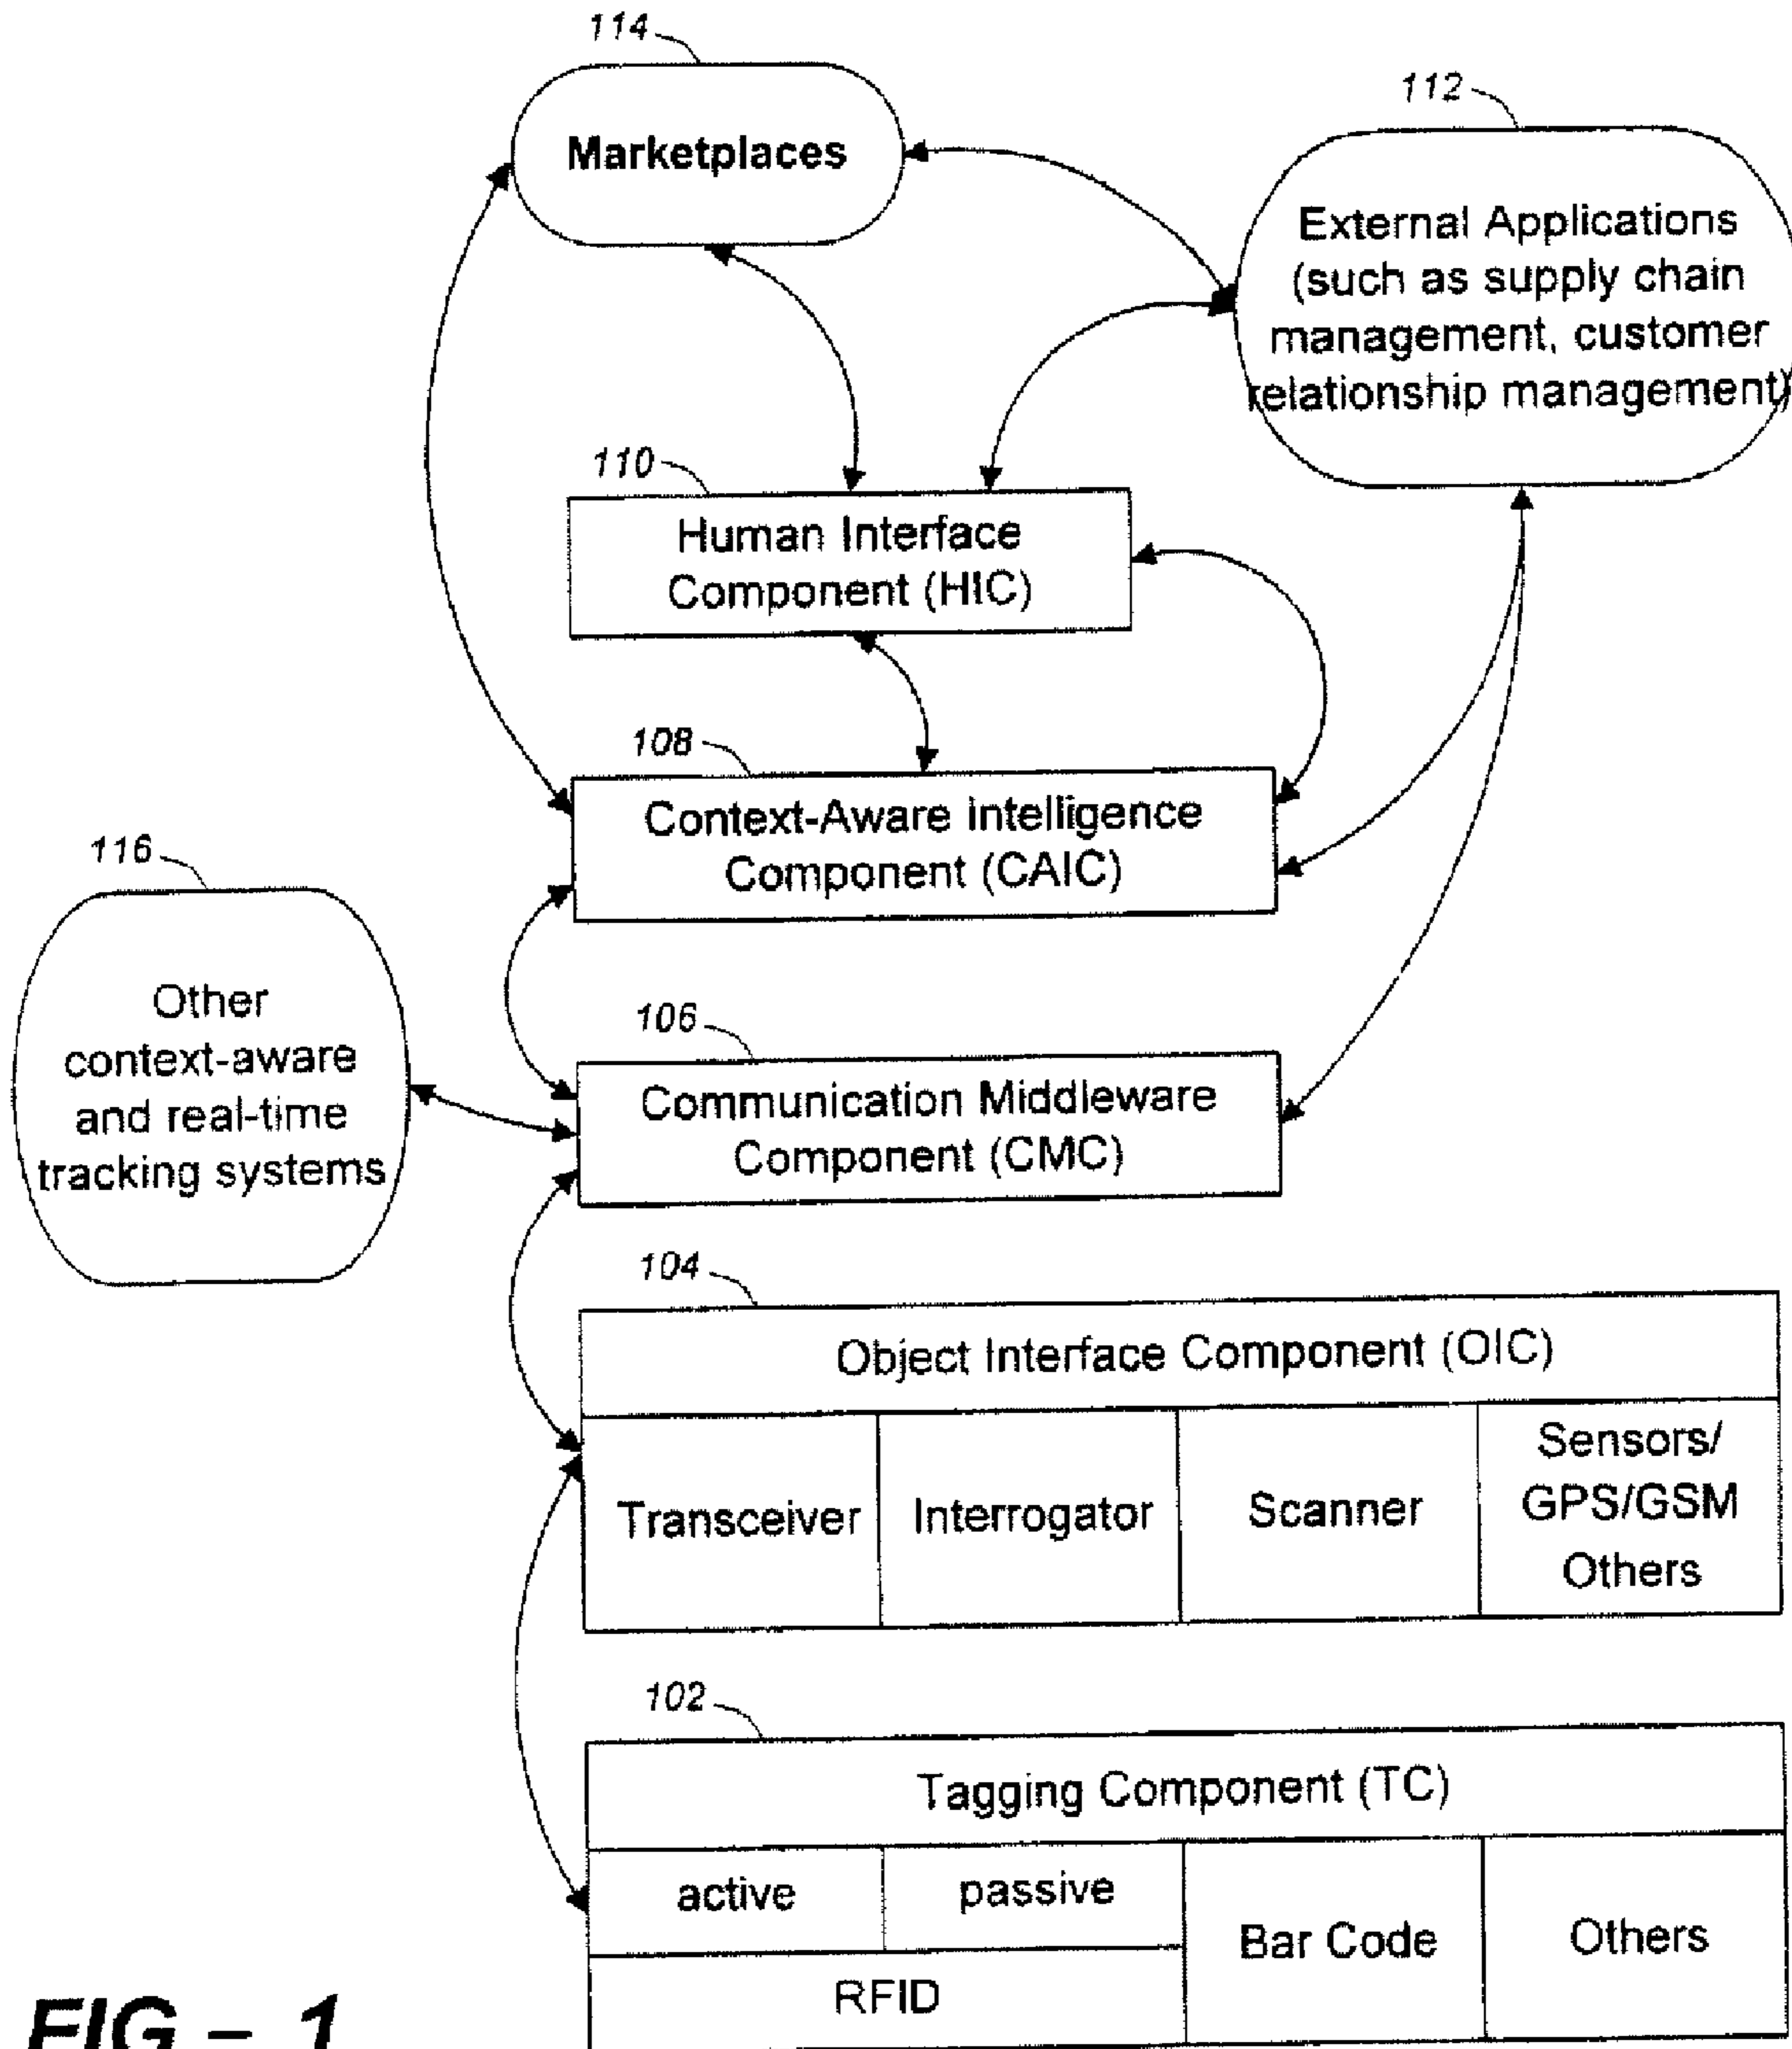 114
Marketplaces
112
External Applications
(such as supply chain
management, customer
relationship management)
110
Human Interface
Component (HIC)
108
Context-Aware Intelligence
Component (CAIC)
116
Other
context-aware
and real-time
tracking systems
106
Communication Middleware
Component (CMC)
104
Object Interface Component (OIC)
Transceiver
Interrogator
Scanner
Sensors/
GPS/GSM
Others
102
Tagging Component (TC)
active
passive
RFID
Bar Code
Others
FIG – 1